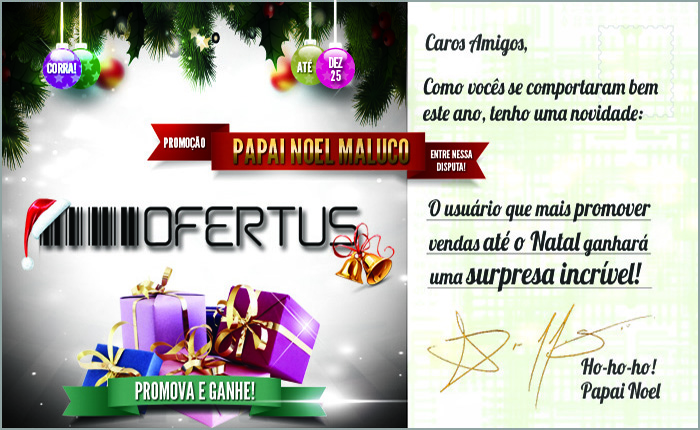 CORRA!
ATÉ
DEZ
25
PROMOÇÃO
PAPAI NOEL MALUCO
ENTRE NESSA
DISPUTA!
OFERTUS
PROMOVA E GANHE!
Caros Amigos,
Como vocês se comportaram bem
este ano, tenho uma novidade:
O usuário que mais promover
vendas até o Natal ganhará
uma surpresa incrível!
Ho-ho-ho!
Papai Noel